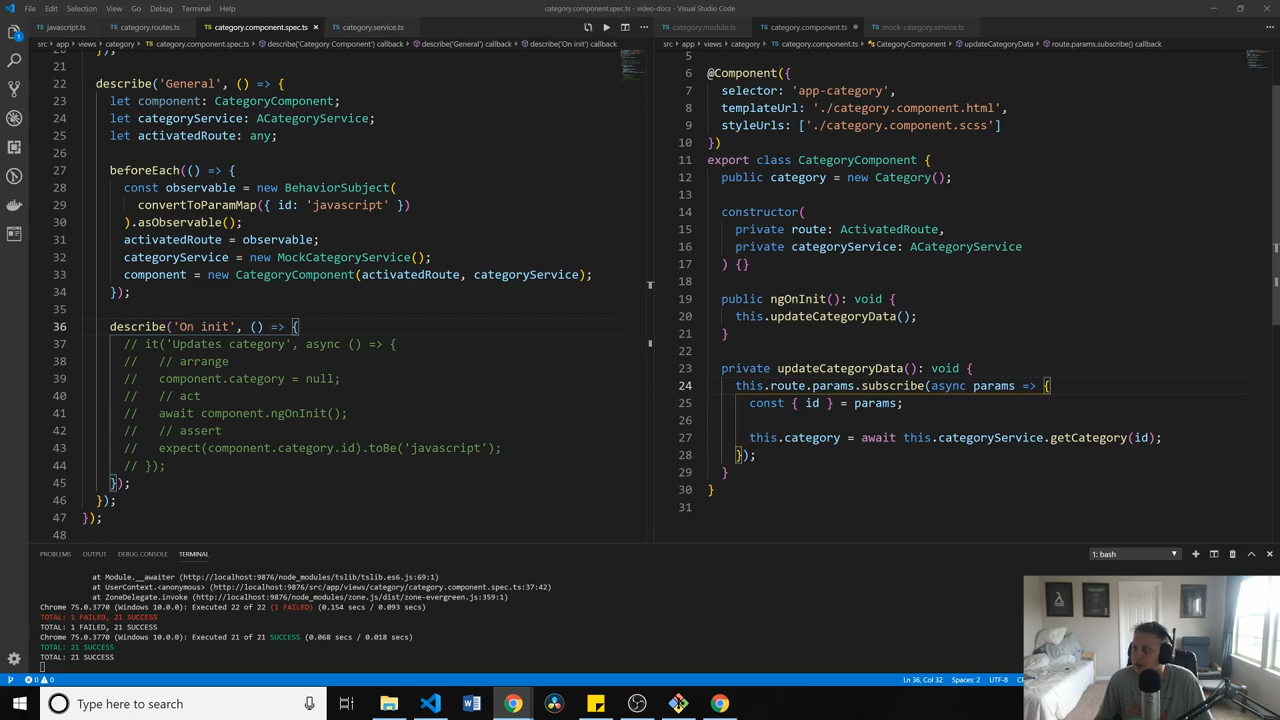 File Edit Selection View Go Debug Terminal Help
category.component.spec.ts - video-docs - Visual Studio Code
javascript.ts
category.routes.ts
category.component.spec.ts ×
category.service.ts
category.module.ts
category.component.ts
mock-category.service.ts
src > app > views > category > category.component.spec.ts > describe('Category Component') callback > describe('General') callback > describe('On init') callback
src > app > views > category > category.component.ts > CategoryComponent > updateCategoryData > route.params.subscribe() callback
21
22 describe('General', () => {
23 let component: CategoryComponent;
24 let categoryService: ACategoryService;
25 let activatedRoute: any;
26
27 beforeEach(() => {
28 const observable = new BehaviorSubject(
29 convertToParamMap({ id: 'javascript' })
30 ).asObservable();
31 activatedRoute = observable;
32 categoryService = new MockCategoryService();
33 component = new CategoryComponent(activatedRoute, categoryService);
34 });
35
36 describe('On init', () => {
37 // it('Updates category', async () => {
38 // // arrange
39 // component.category = null;
40 // // act
41 // await component.ngOnInit();
42 // // assert
43 // expect(component.category.id).toBe('javascript');
44 // });
45 });
46 });
47 });
48
5
6 @Component({
7 selector: 'app-category',
8 templateUrl: './category.component.html',
9 styleUrls: ['./category.component.scss']
10 })
11 export class CategoryComponent {
12 public category = new Category();
13
14 constructor(
15 private route: ActivatedRoute,
16 private categoryService: ACategoryService
17 ) {}
18
19 public ngOnInit(): void {
20 this.updateCategoryData();
21 }
22
23 private updateCategoryData(): void {
24 this.route.params.subscribe(async params => {
25 const { id } = params;
26
27 this.category = await this.categoryService.getCategory(id);
28 });
29 }
30 }
31
PROBLEMS OUTPUT DEBUG CONSOLE TERMINAL
1: bash
at Module.__awaiter (http://localhost:9876/node_modules/tslib/tslib.es6.js:69:1)
at UserContext.<anonymous> (http://localhost:9876/src/app/views/category/category.component.spec.ts:37:42)
at ZoneDelegate.invoke (http://localhost:9876/node_modules/zone.js/dist/zone-evergreen.js:359:1)
Chrome 75.0.3770 (Windows 10.0.0): Executed 22 of 22 (1 FAILED) (0.154 secs / 0.093 secs)
TOTAL: 1 FAILED, 21 SUCCESS
TOTAL: 1 FAILED, 21 SUCCESS
Chrome 75.0.3770 (Windows 10.0.0): Executed 21 of 21 SUCCESS (0.068 secs / 0.018 secs)
TOTAL: 21 SUCCESS
TOTAL: 21 SUCCESS
0 0
Ln 36, Col 32 Spaces: 2 UTF-8
Type here to search